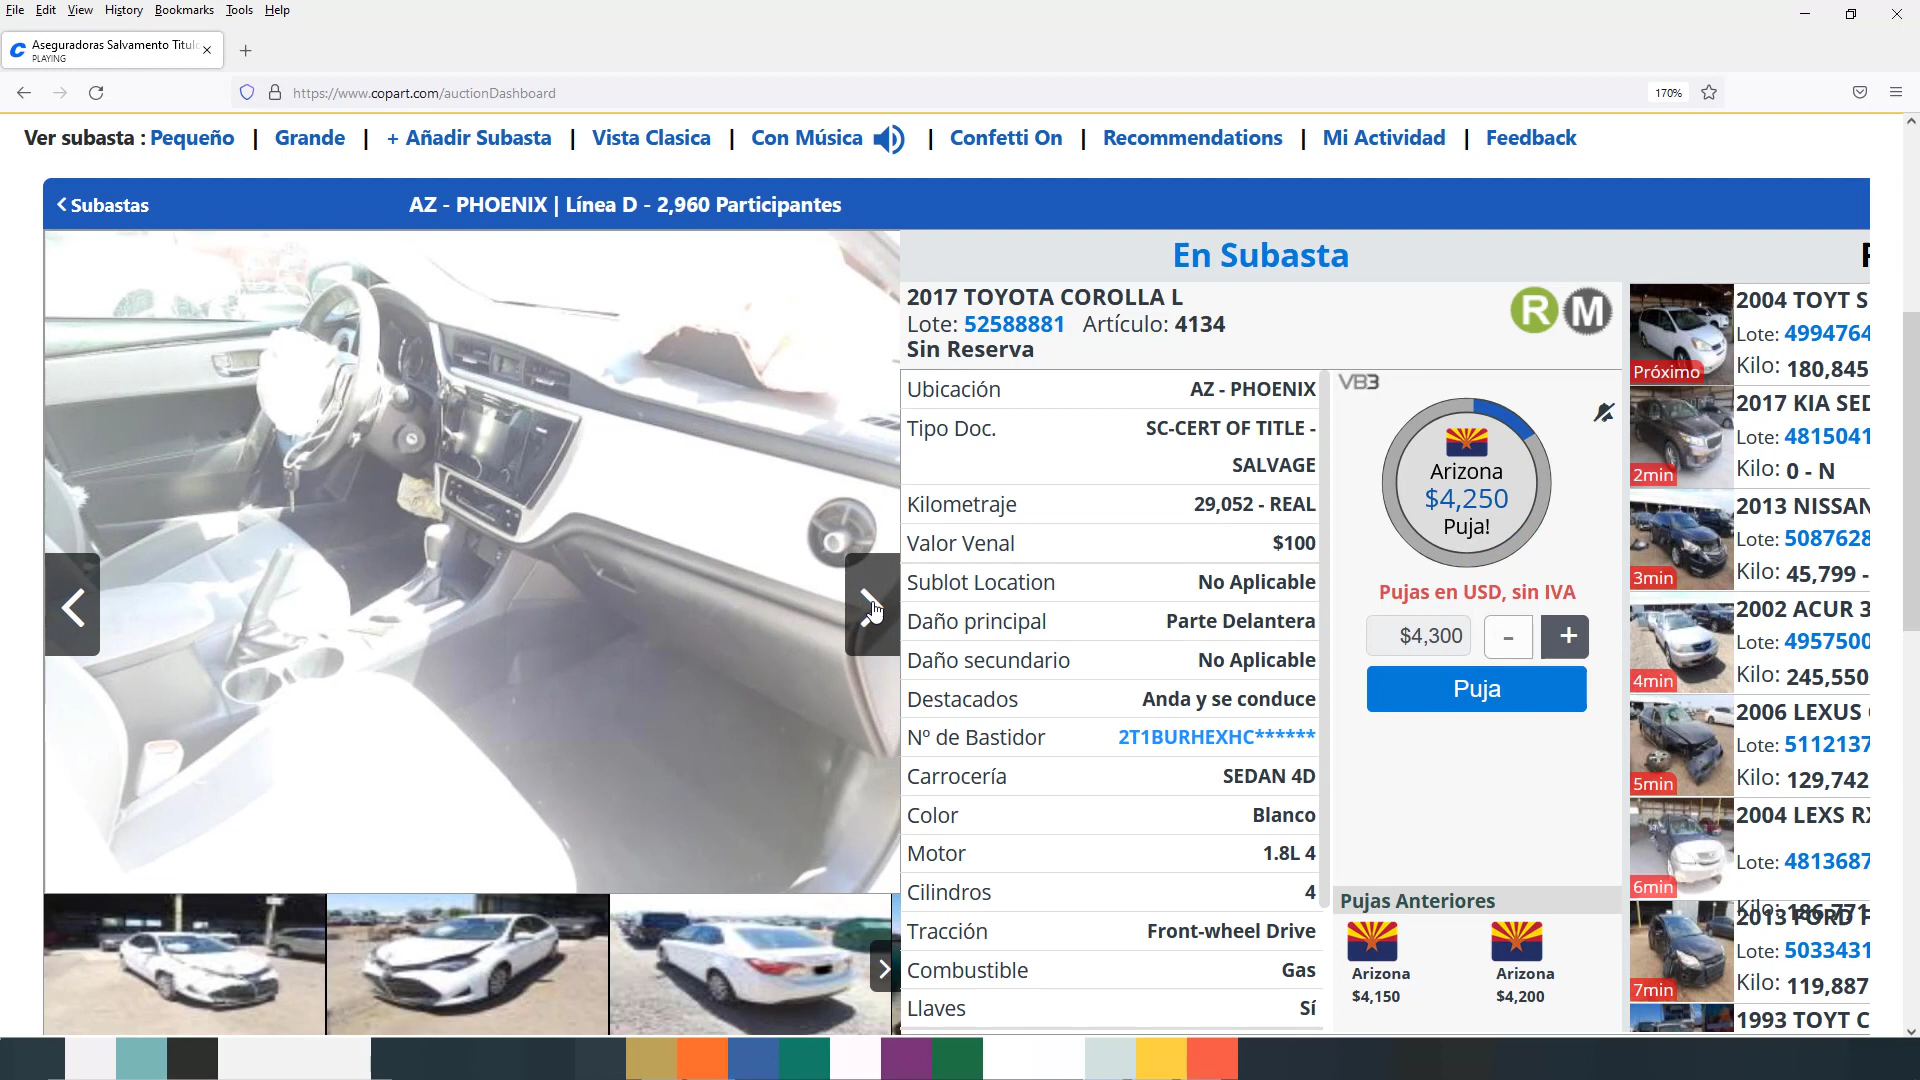 File Edit View History Bookmarks Tools Help
Aseguradoras Salvamento Titul
PLAYING
https://www.copart.com/auctionDashboard
170%
Ver subasta : Pequeño | Grande | + Añadir Subasta | Vista Clasica | Con Música | Confetti On | Recommendations | Mi Actividad | Feedback
Subastas
AZ - PHOENIX | Línea D - 2,960 Participantes
En Subasta
2017 TOYOTA COROLLA L
Lote: 52588881 Artículo: 4134
Sin Reserva
R M
Ubicación AZ - PHOENIX
Tipo Doc. SC-CERT OF TITLE -
SALVAGE
Kilometraje 29,052 - REAL
Valor Venal $100
Sublot Location No Aplicable
Daño principal Parte Delantera
Daño secundario No Aplicable
Destacados Anda y se conduce
Nº de Bastidor 2T1BURHEXHC******
Carrocería SEDAN 4D
Color Blanco
Motor 1.8L 4
Cilindros 4
Tracción Front-wheel Drive
Combustible Gas
Llaves Sí
VB3
Arizona
$4,250
Puja!
Pujas en USD, sin IVA
$4,300 - +
Puja
Pujas Anteriores
Arizona
$4,150
Arizona
$4,200
2004 TOYT S
Lote: 4994764
Kilo: 180,845
Próximo
2017 KIA SED
Lote: 4815041
Kilo: 0 - N
2min
2013 NISSAN
Lote: 5087628
Kilo: 45,799 -
3min
2002 ACUR 3
Lote: 4957500
Kilo: 245,550
4min
2006 LEXUS
Lote: 5112137
Kilo: 129,742
5min
2004 LEXS RX
Lote: 4813687
Kilo: 186,771
6min
2013 FORD F
Lote: 5033431
Kilo: 119,887
7min
1993 TOYT C